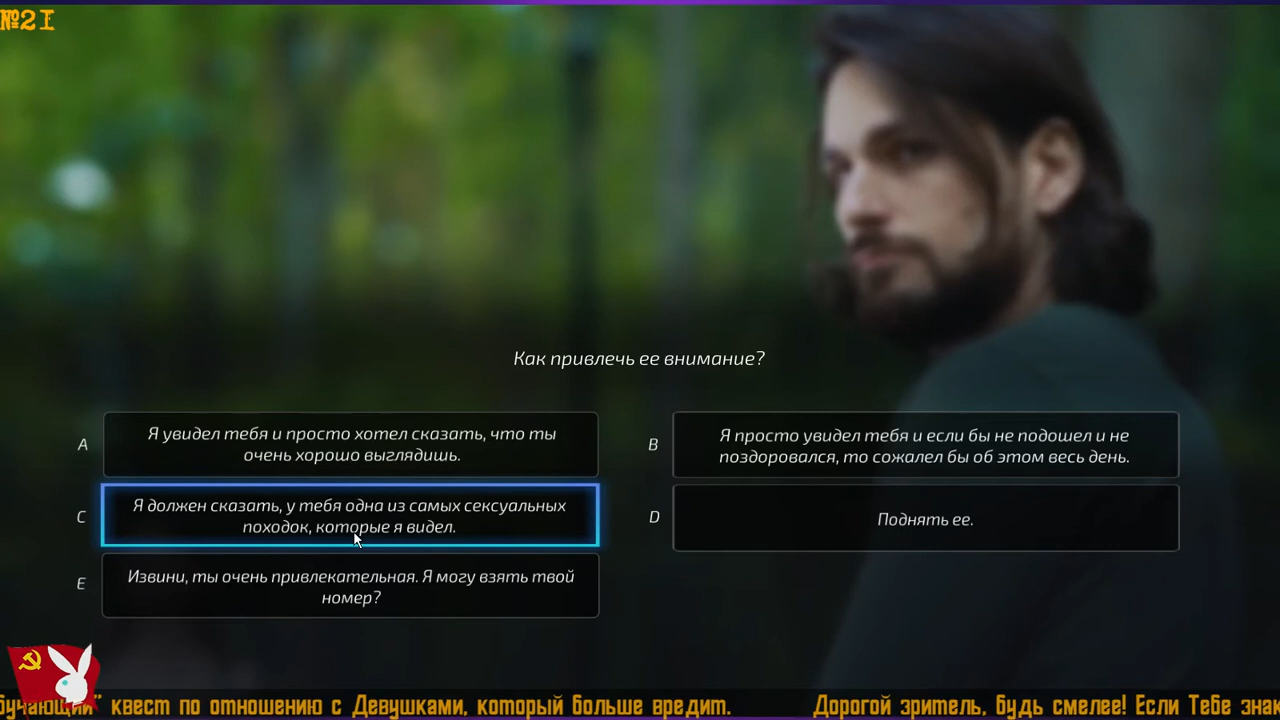 №21
Как привлечь ее внимание?
A
Я увидел тебя и просто хотел сказать, что ты
очень хорошо выглядишь.
B
Я просто увидел тебя и если бы не подошел и не
поздоровался, то сожалел бы об этом весь день.
C
Я должен сказать, у тебя одна из самых сексуальных
походок, которые я видел.
D
Поднять ее.
E
Извини, ты очень привлекательная. Я могу взять твой
номер?
бучающий" квест по отношению с Девушками, который больше вредит. Дорогой зритель, будь смелее! Если Тебе зна